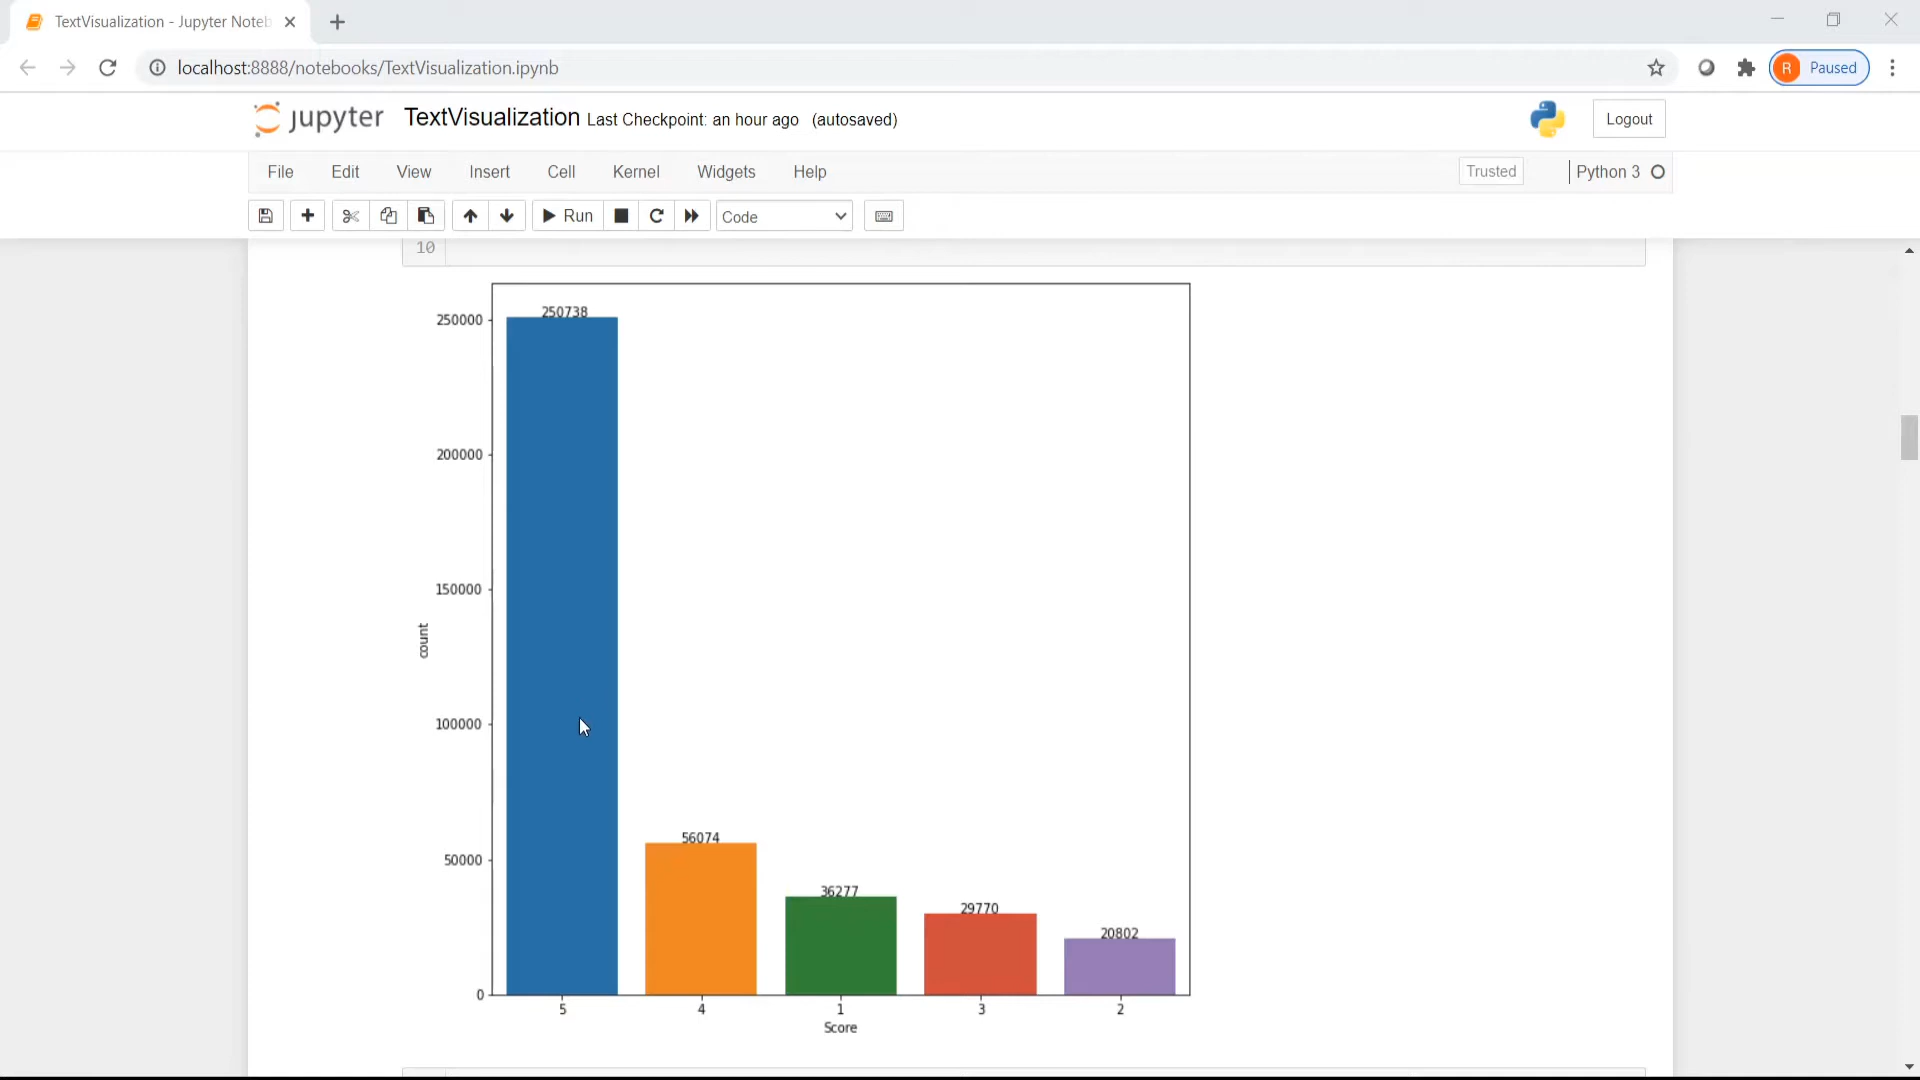 TextVisualization - Jupyter Noteb
localhost:8888/notebooks/TextVisualization.ipynb
R Paused
jupyter TextVisualization Last Checkpoint: an hour ago (autosaved)
Logout
File Edit View Insert Cell Kernel Widgets Help
Trusted
Python 3
Run
Code
10
250738
250000
200000
150000
count
100000
56074
50000
36277
29770
20802
0
5 4 1 3 2
Score